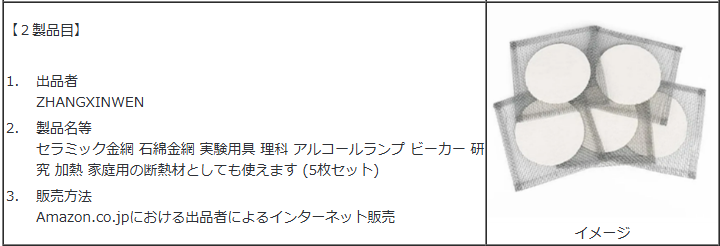 【２製品目】
1. 出品者
ZHANGXINWEN
2. 製品名等
セラミック金網 石綿金網 実験用具 理科 アルコールランプ ビーカー 研
究 加熱 家庭用の断熱材としても使えます (5枚セット)
3. 販売方法
Amazon.co.jpにおける出品者によるインターネット販売
イメージ